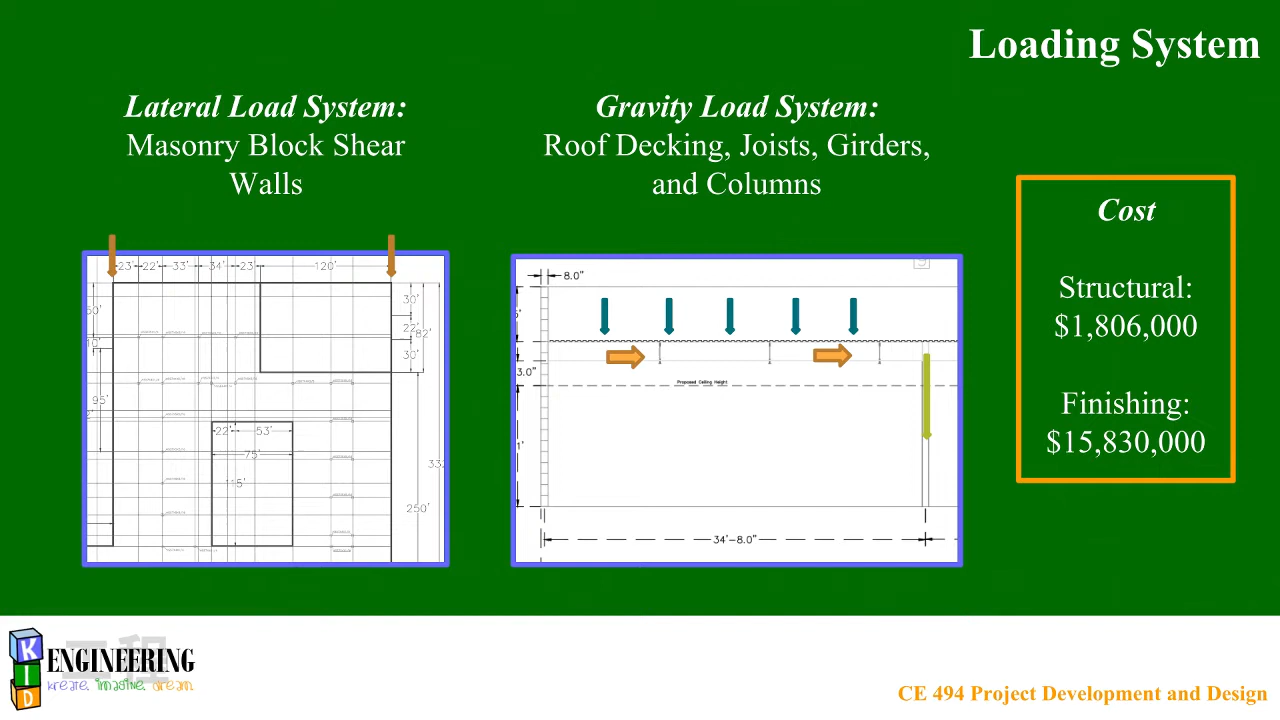 Loading System
Lateral Load System:
Masonry Block Shear
Walls
Gravity Load System:
Roof Decking, Joists, Girders,
and Columns
Cost
Structural:
$1,806,000
Finishing:
$15,830,000
23' 22' 33' 34' 23' 120'
30'
22'
82'
30'
95'
22' 53'
75'
250'
8.0"
3.0"
Proposed Ceiling Height
34'-8.0"
工程
KID
ENGINEERING
kreate. imagine. dream.
CE 494 Project Development and Design